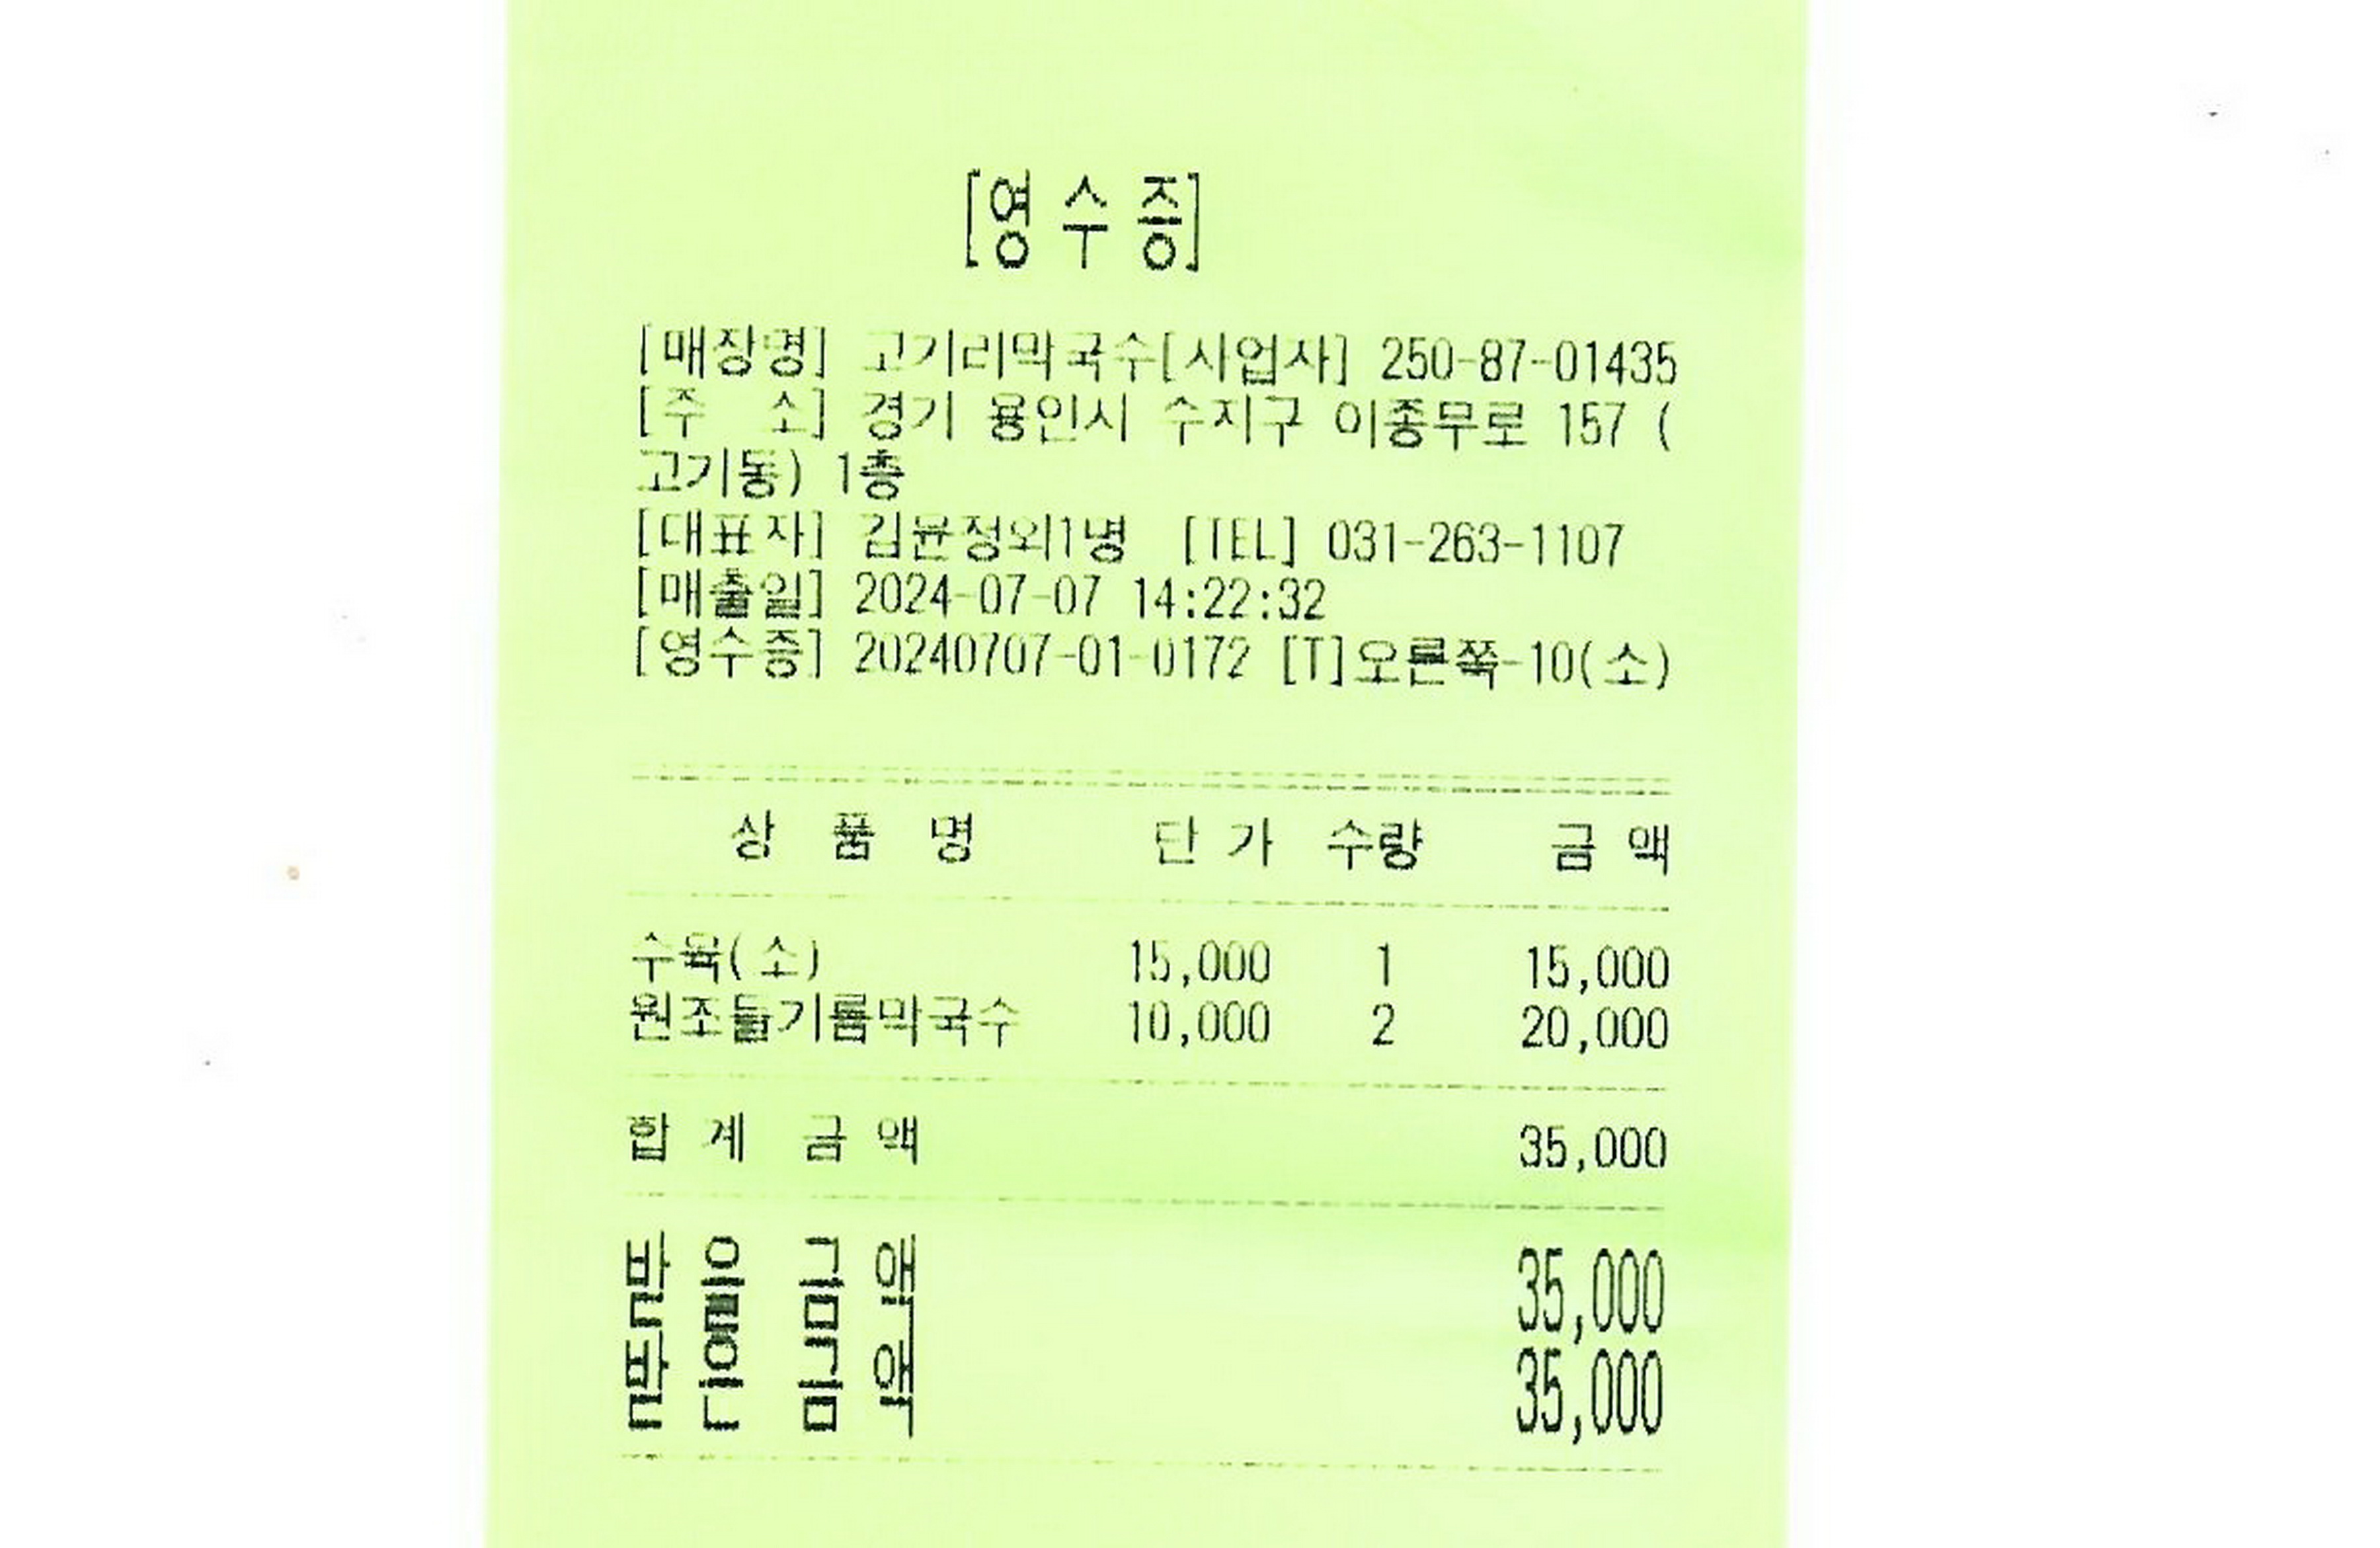 [영 수 증]
[매장명] 고기리막국수[사업사] 250-87-01435
[주 소] 경기 용인시 수지구 이종무로 157 (
고기동) 1층
[대표자] 김윤정외1명 [TEL] 031-263-1107
[매출일] 2024-07-07 14:22:32
[영수증] 20240707-01-0172 [T]오른쪽-10(소)
상 품 명 단 가 수량 금 액
수육(소) 15,000 1 15,000
원조들기름막국수 10,000 2 20,000
합 계 금 액 35,000
받 을 금 액 35,000
받 은 금 액 35,000